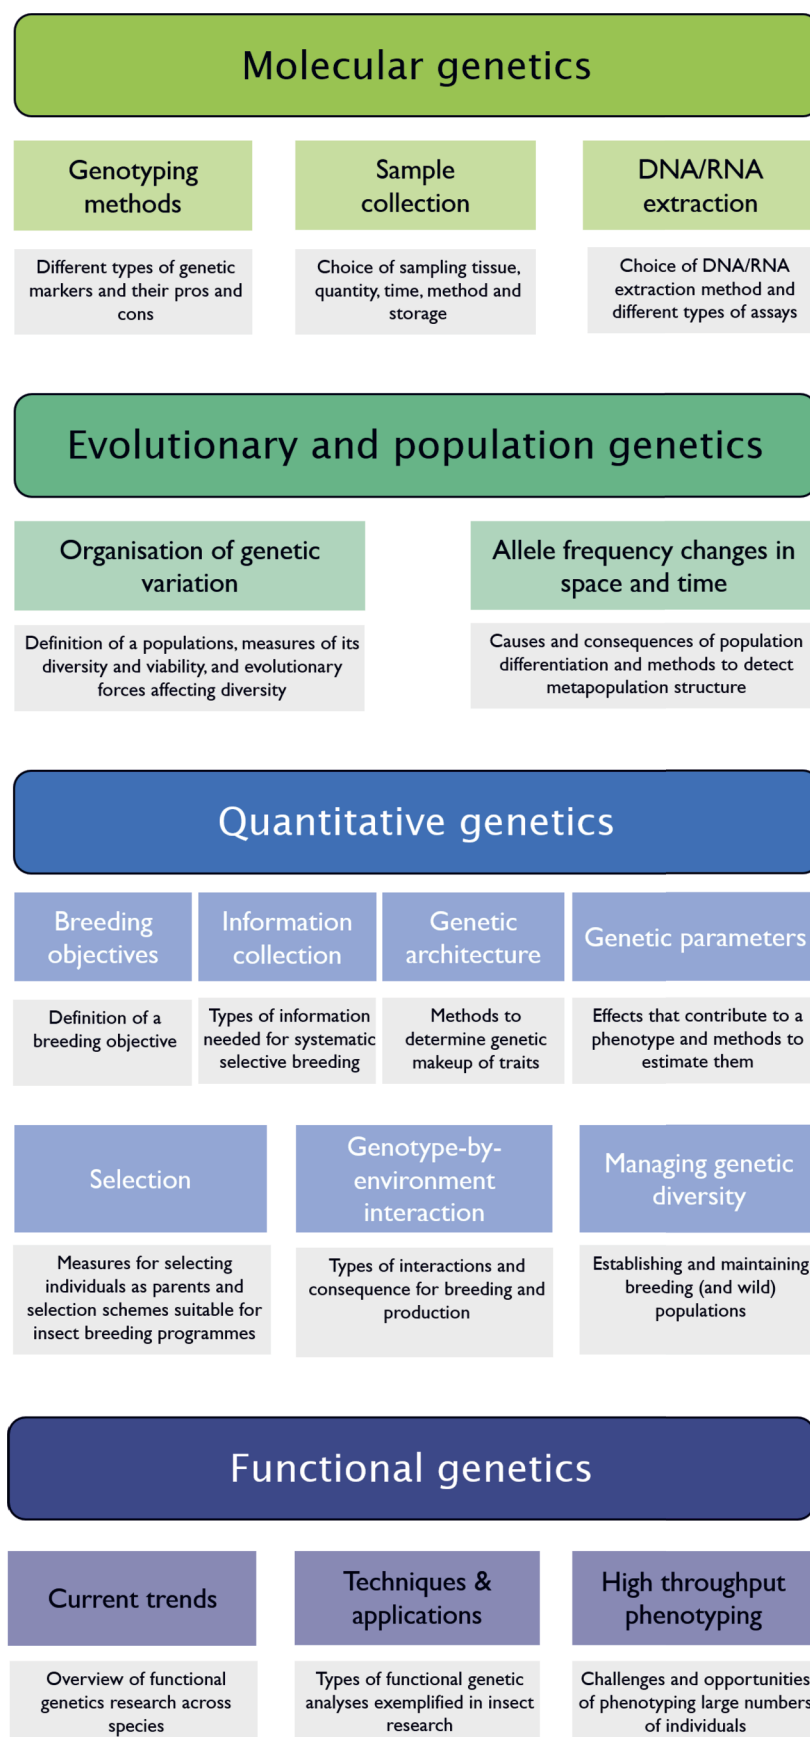 Molecular genetics
Genotyping
methods
Sample
collection
DNA/RNA
extraction
Different types of genetic
markers and their pros and
cons
Choice of sampling tissue,
quantity, time, method and
storage
Choice of DNA/RNA
extraction method and
different types of assays
Evolutionary and population genetics
Organisation of genetic
variation
Allele frequency changes in
space and time
Definition of a populations, measures of its
diversity and viability, and evolutionary
forces affecting diversity
Causes and consequences of population
differentiation and methods to detect
metapopulation structure
Quantitative genetics
Breeding
objectives
Information
collection
Genetic
architecture
Genetic parameters
Definition of a
breeding objective
Types of information
needed for systematic
selective breeding
Methods to
determine genetic
makeup of traits
Effects that contribute to a
phenotype and methods to
estimate them
Selection
Genotype-by-
environment
interaction
Managing genetic
diversity
Measures for selecting
individuals as parents and
selection schemes suitable for
insect breeding programmes
Types of interactions and
consequence for breeding and
production
Establishing and maintaining
breeding (and wild)
populations
Functional genetics
Current trends
Techniques &
applications
High throughput
phenotyping
Overview of functional
genetics research across
species
Types of functional genetic
analyses exemplified in insect
research
Challenges and opportunities
of phenotyping large numbers
of individuals